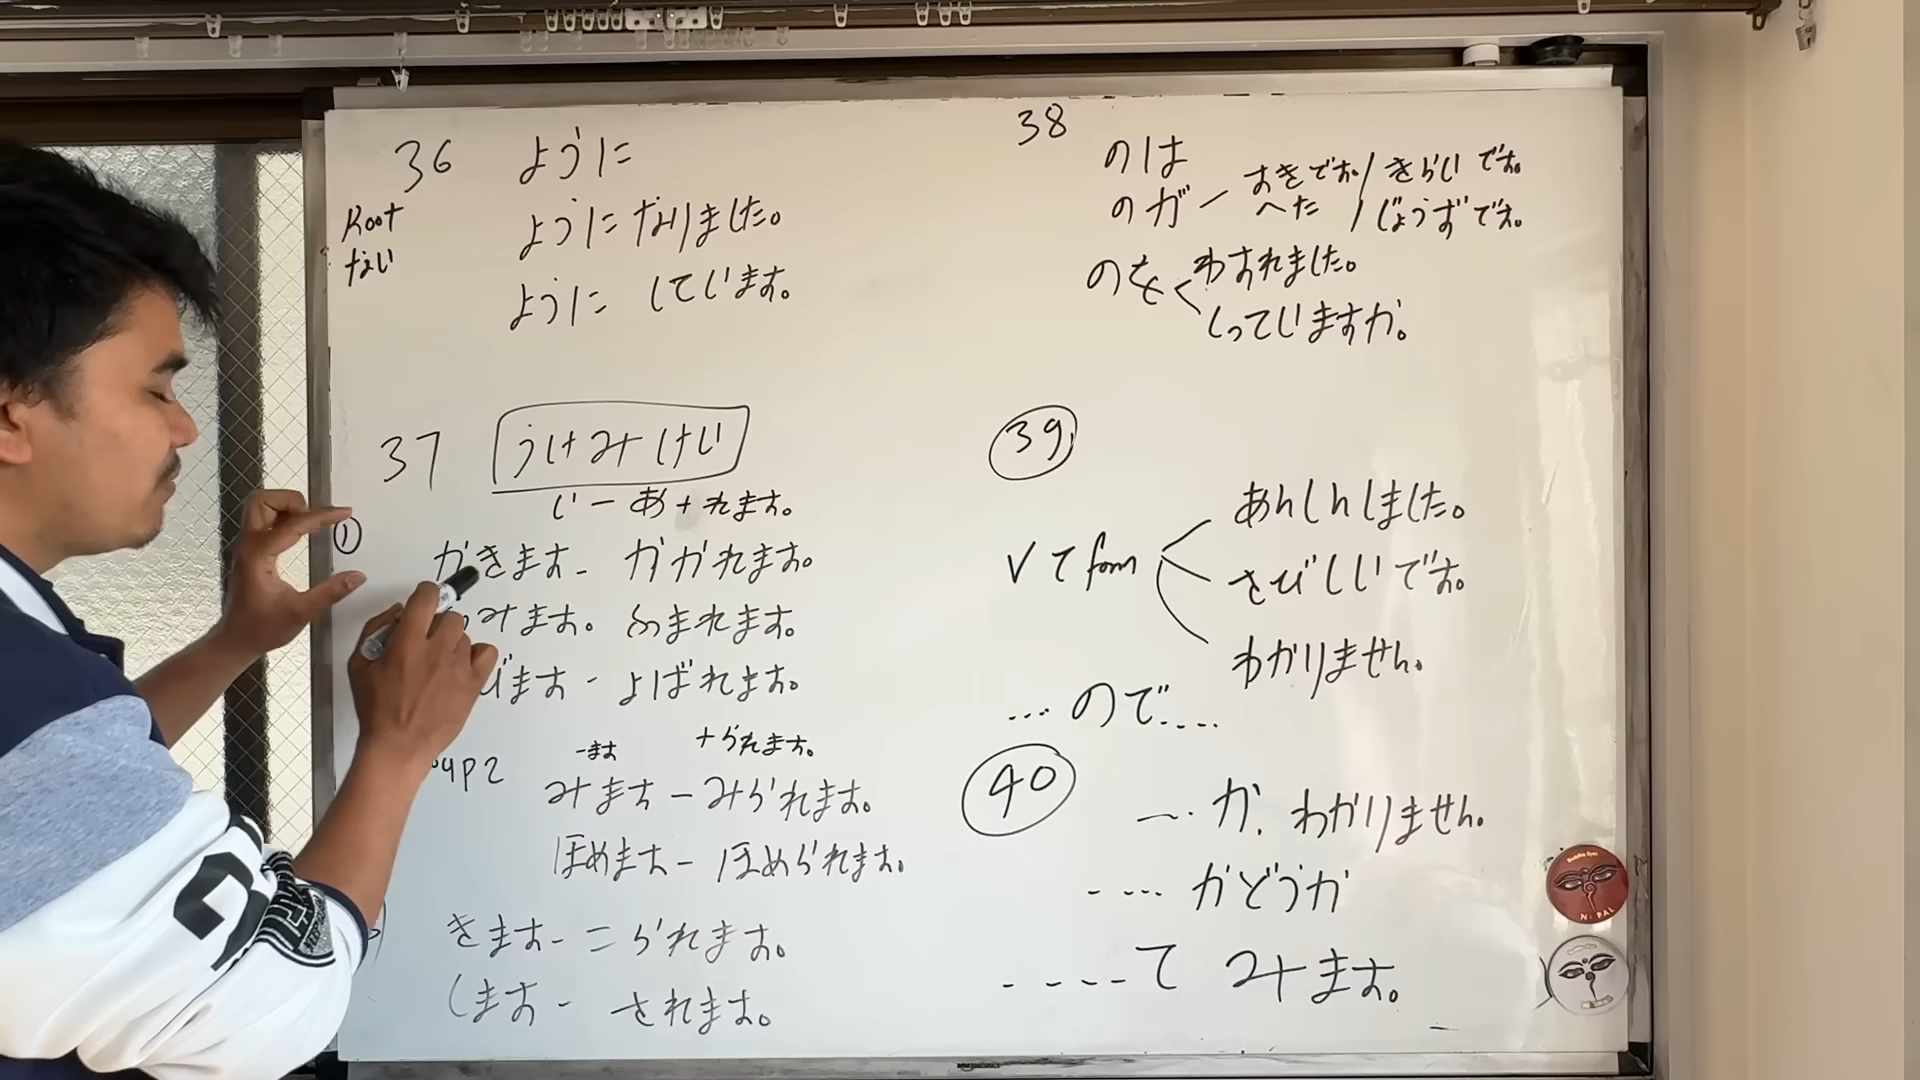 36 ように
Root
ない
ようになりました。
ように しています。
37 うけみけい
い ー あ + れます。
①
かきます - かかれます。
みます。 ふまれます。
びます - よばれます。
- ます + られます。
up 2
みます - みられます。
ほめます - ほめられます。
きます - こられます。
します - されます。
38
のは
のが - すきです。/ きらいです。
へた / じょうずです。
のを < わすれました。
しっていますか。
39
V て form
あんしんしました。
さびしいです。
わかりません。
.... ので ....
40
... か、わかりません。
- ... かどうか
- - - - て みます。
Buddha Eyes
NEPAL